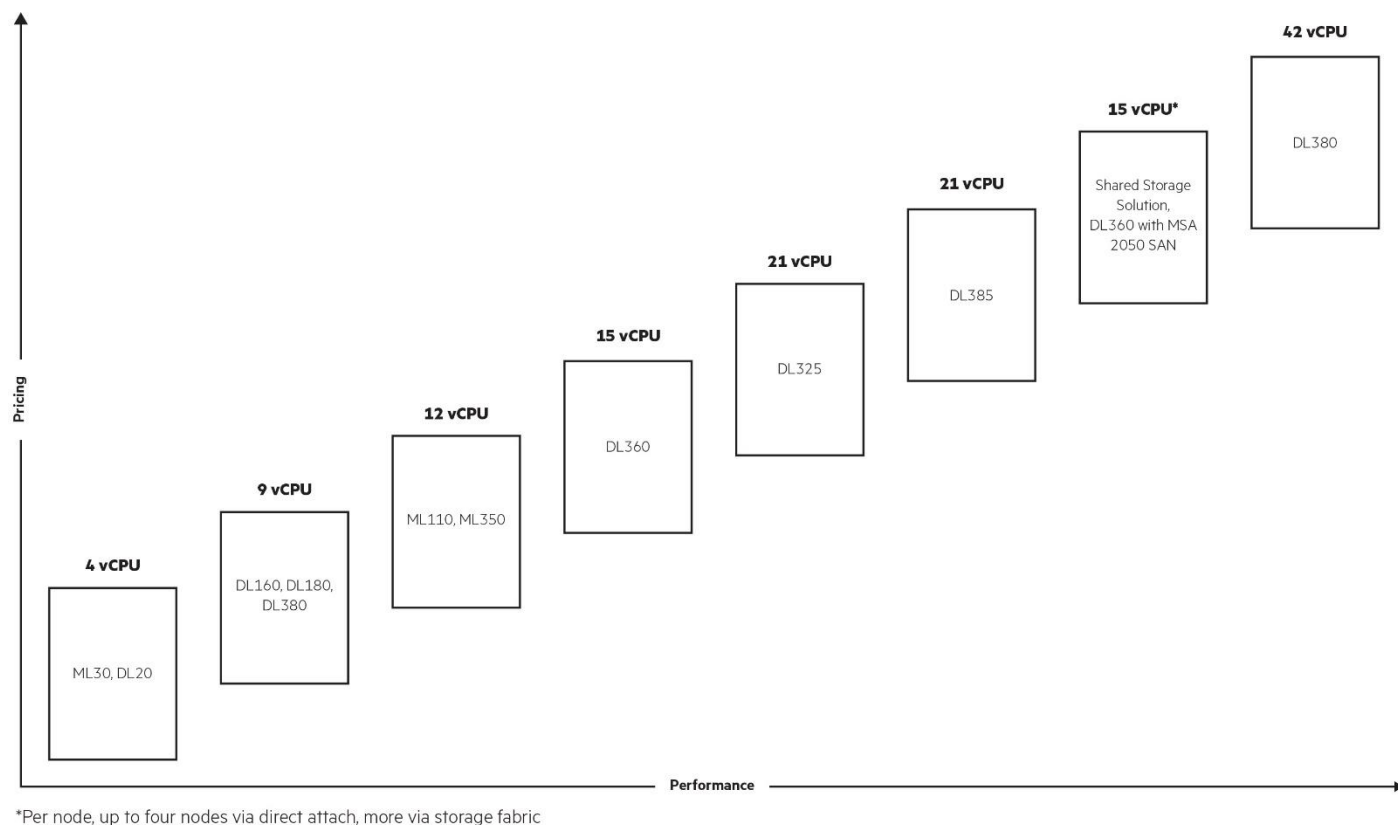 42 vCPU
DL380
15 vCPU*
Shared Storage
Solution,
DL360 with MSA
2050 SAN
21 vCPU
DL385
21 vCPU
DL325
15 vCPU
DL360
12 vCPU
ML110, ML350
9 vCPU
DL160, DL180,
DL380
4 vCPU
ML30, DL20
Pricing
Performance
*Per node, up to four nodes via direct attach, more via storage fabric